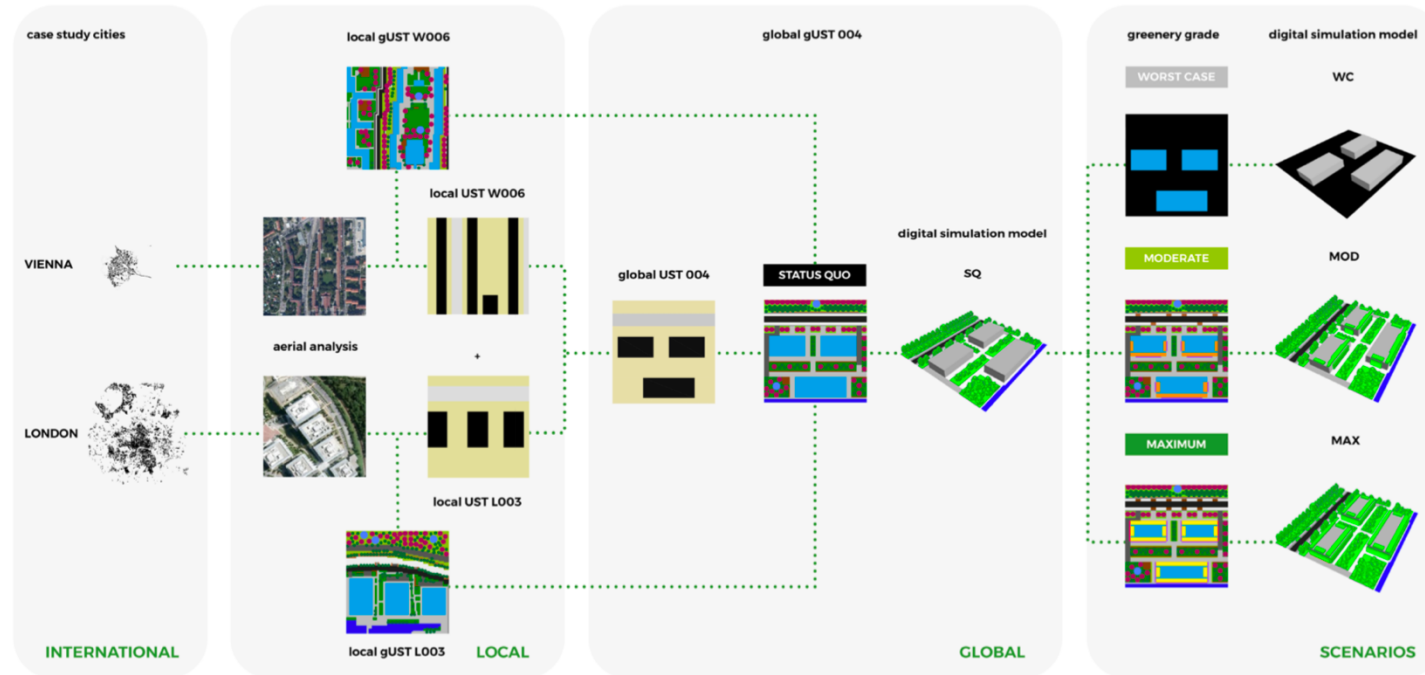 case study cities
VIENNA
LONDON
INTERNATIONAL
local gUST W006
local UST W006
aerial analysis
+
local UST L003
local gUST L003
LOCAL
global gUST 004
global UST 004
STATUS QUO
digital simulation model
SQ
GLOBAL
greenery grade
digital simulation model
WORST CASE
WC
MODERATE
MOD
MAXIMUM
MAX
SCENARIOS